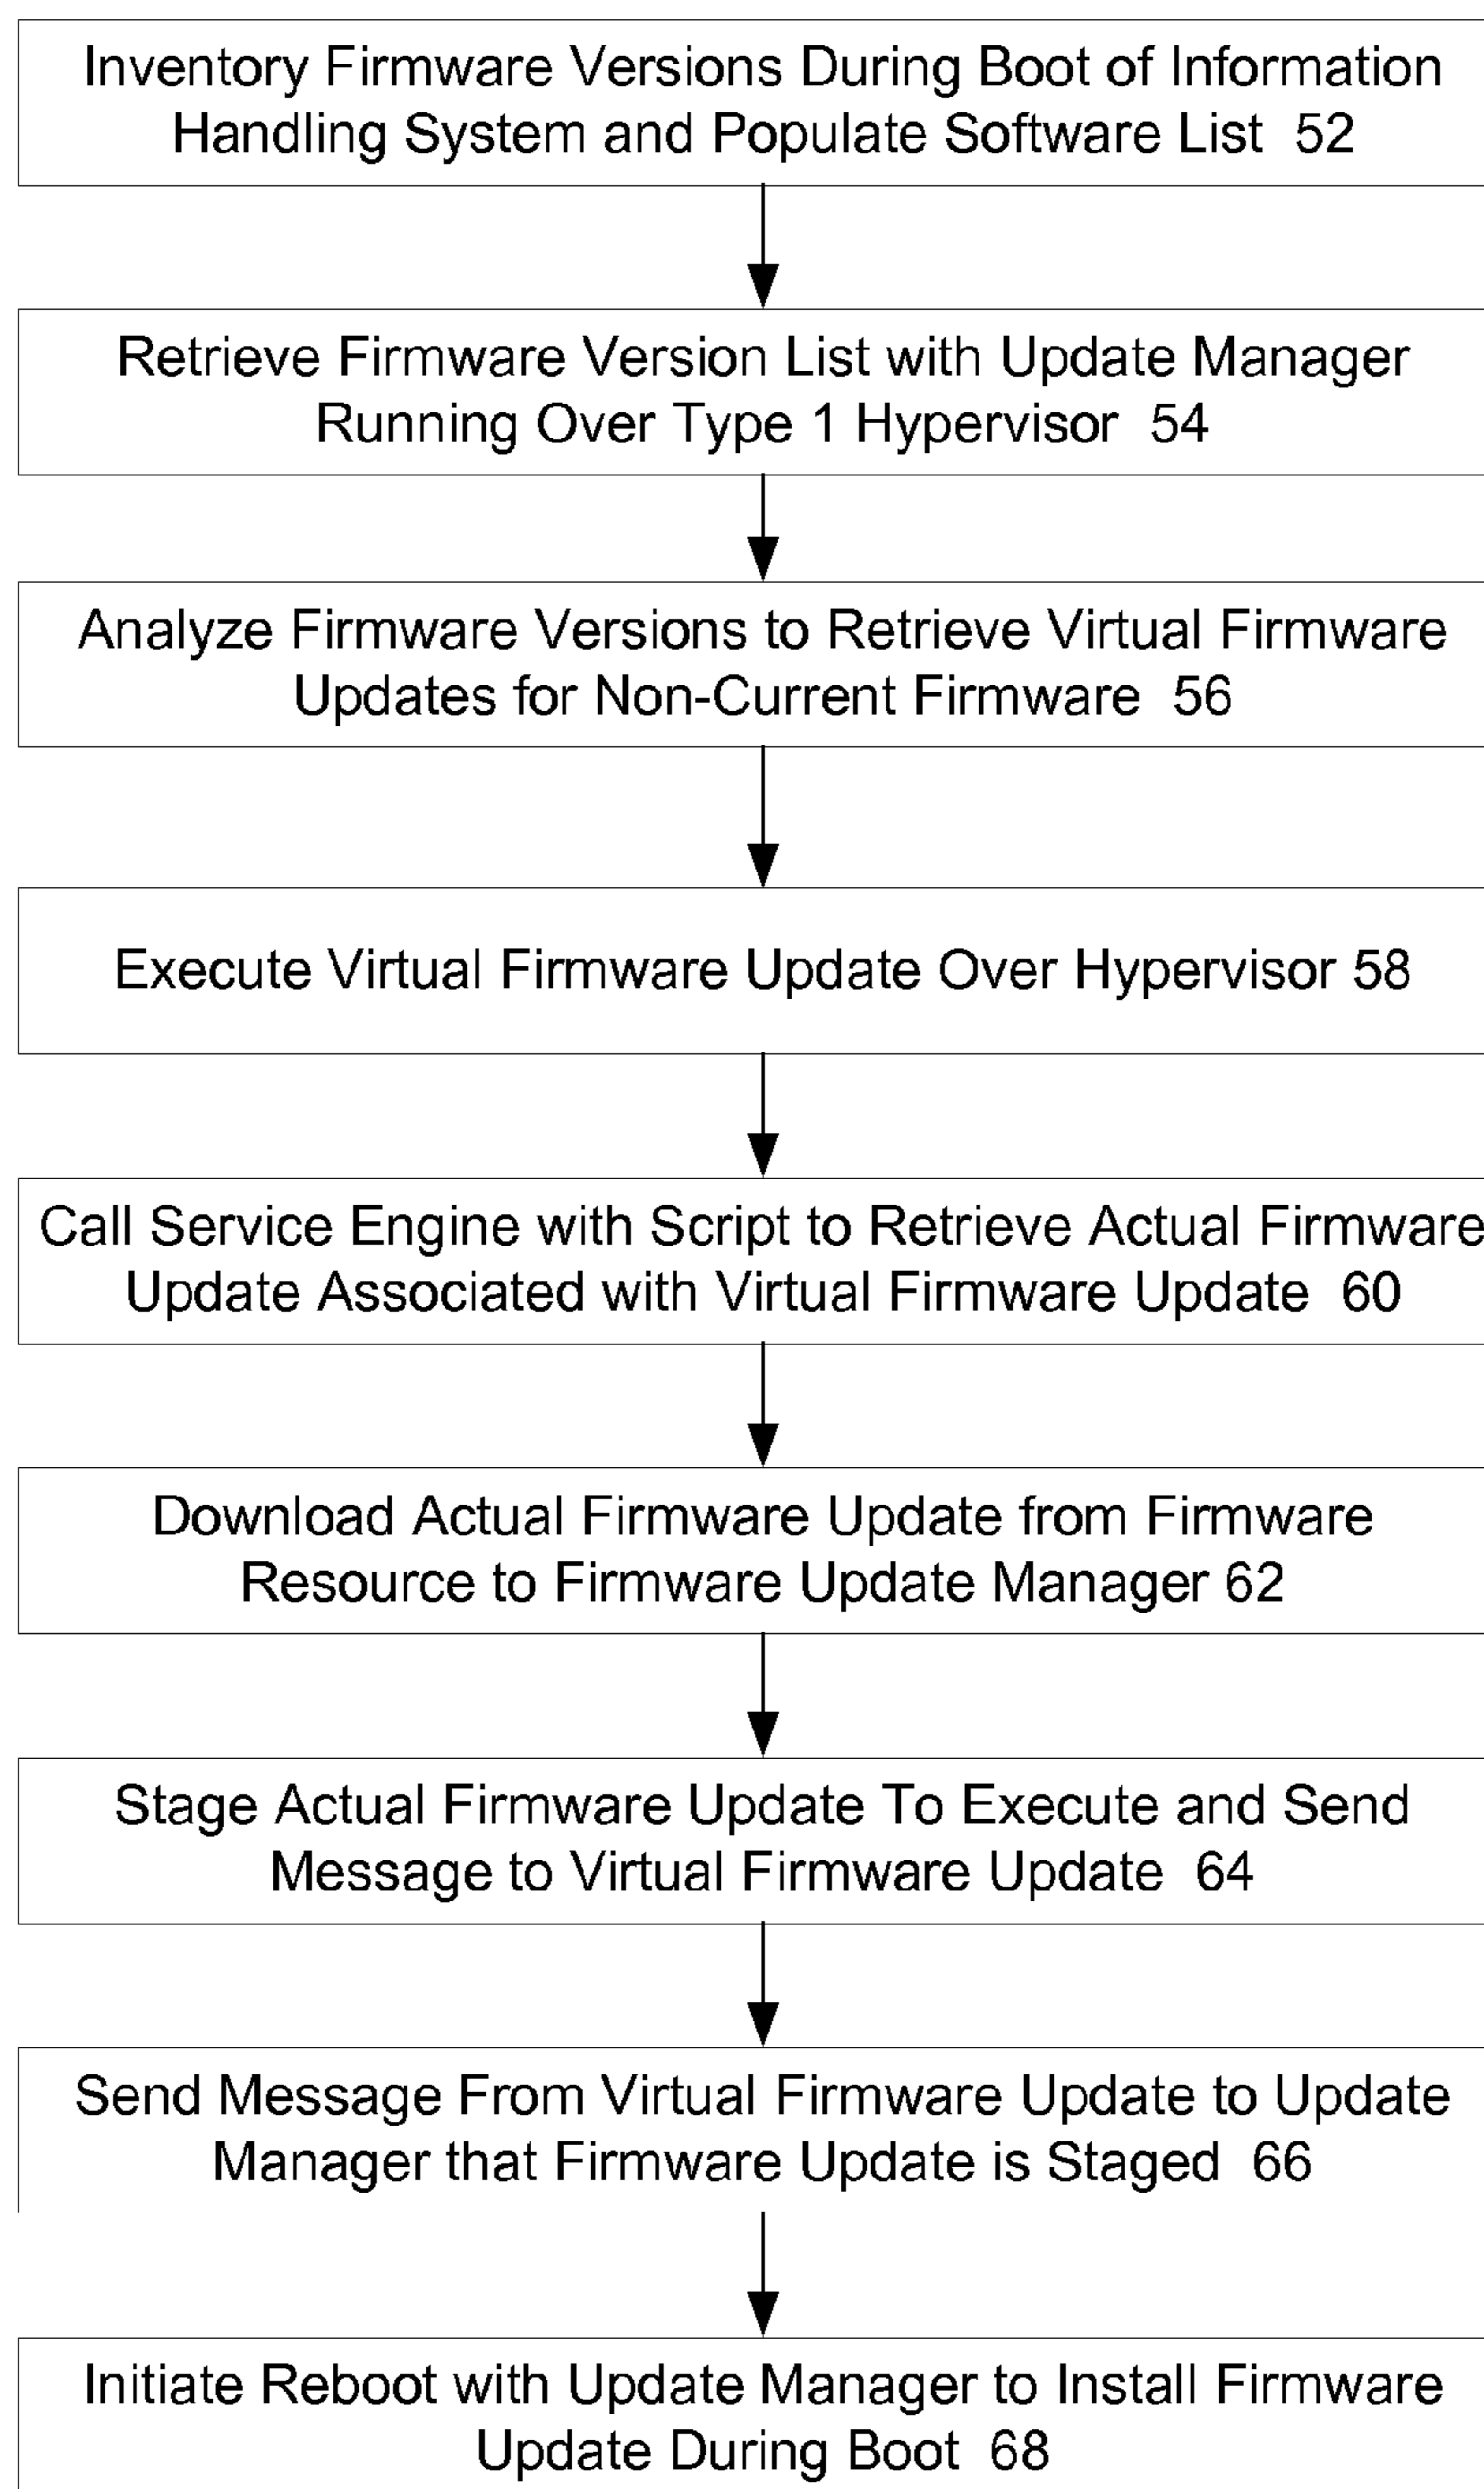 Inventory Firmware Versions During Boot of Information
Handling System and Populate Software List 52
Retrieve Firmware Version List with Update Manager
Running Over Type 1 Hypervisor 54
Analyze Firmware Versions to Retrieve Virtual Firmware
Updates for Non-Current Firmware 56
Execute Virtual Firmware Update Over Hypervisor 58
Call Service Engine with Script to Retrieve Actual Firmware
Update Associated with Virtual Firmware Update 60
Download Actual Firmware Update from Firmware
Resource to Firmware Update Manager 62
Stage Actual Firmware Update To Execute and Send
Message to Virtual Firmware Update 64
Send Message From Virtual Firmware Update to Update
Manager that Firmware Update is Staged 66
Initiate Reboot with Update Manager to Install Firmware
Update During Boot 68